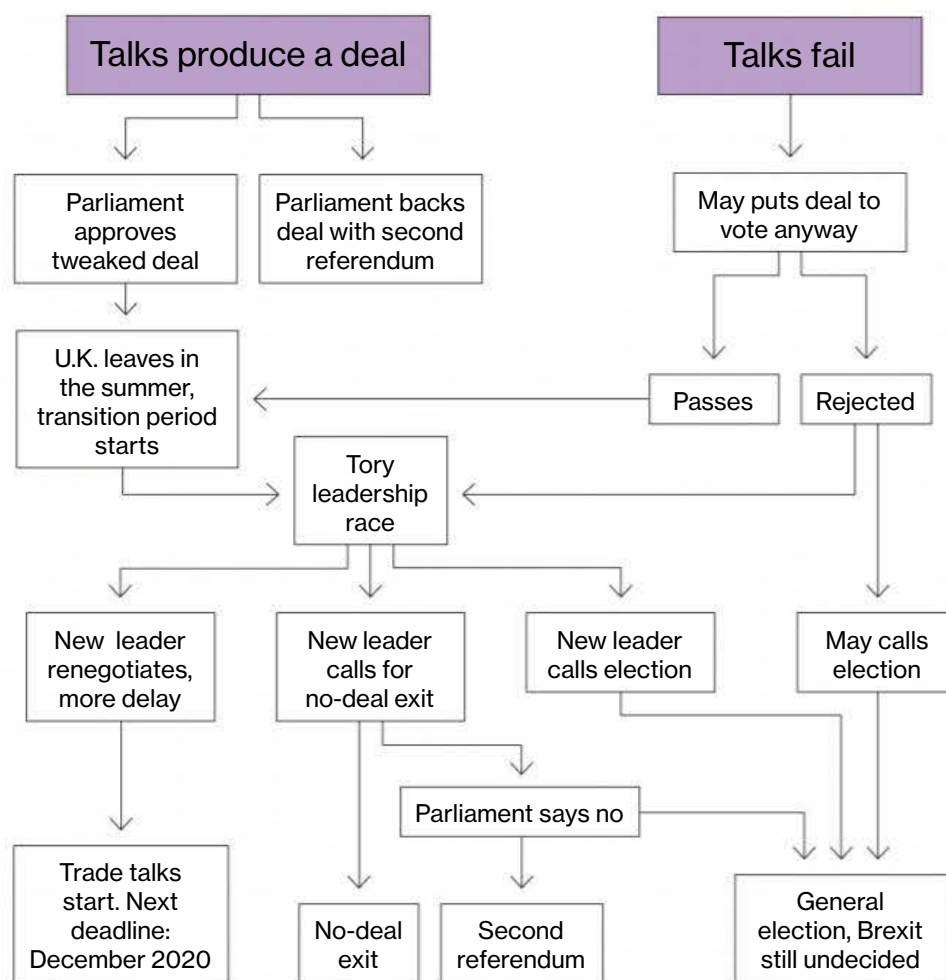 Talks produce a deal
Talks fail
Parliament
approves
tweaked deal
Parliament backs
deal with second
referendum
May puts deal to
vote anyway
U.K. leaves in
the summer,
transition period
starts
Passes
Rejected
Tory
leadership
race
New leader
renegotiates,
more delay
New leader
calls for
no-deal exit
New leader
calls election
May calls
election
Parliament says no
Trade talks
start. Next
deadline:
December 2020
No-deal
exit
Second
referendum
General
election, Brexit
still undecided